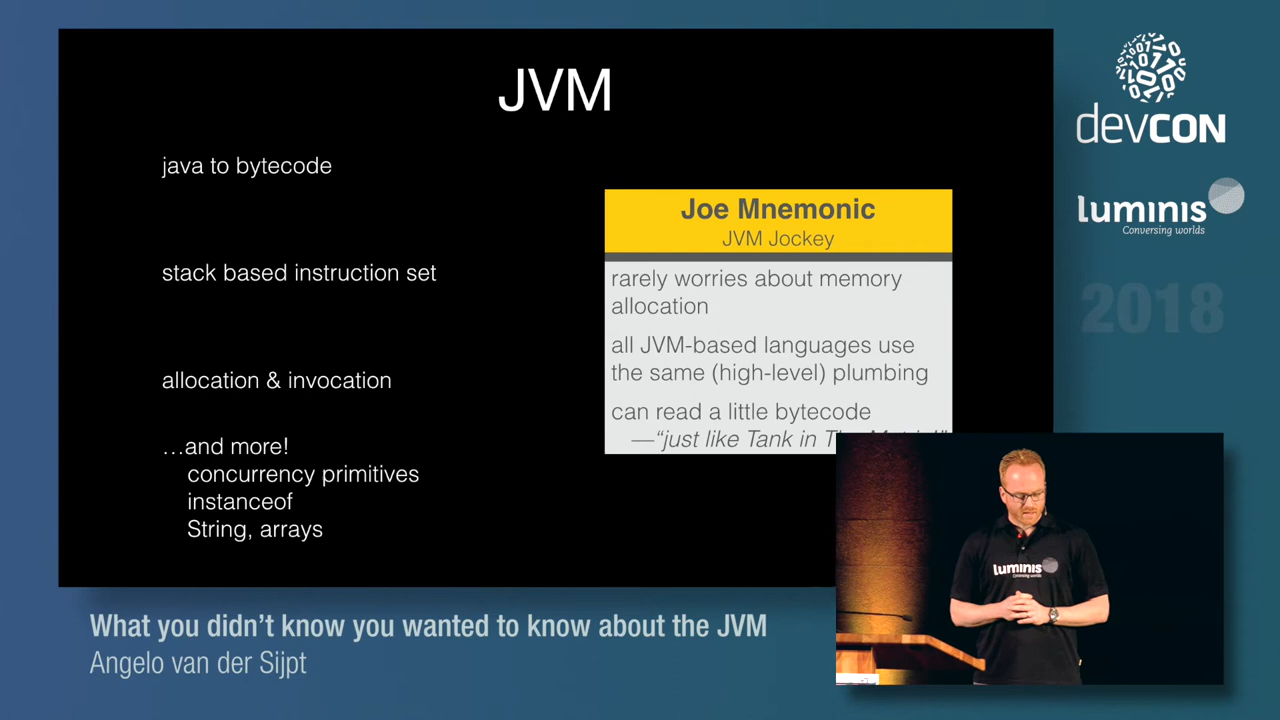 JVM
java to bytecode
stack based instruction set
allocation & invocation
…and more!
concurrency primitives
instanceof
String, arrays
Joe Mnemonic
JVM Jockey
rarely worries about memory
allocation
all JVM-based languages use
the same (high-level) plumbing
can read a little bytecode
—“just like Tank in
devCON
luminis
Conversing worlds
2018
luminis
Conversing worlds
What you didn’t know you wanted to know about the JVM
Angelo van der Sijpt